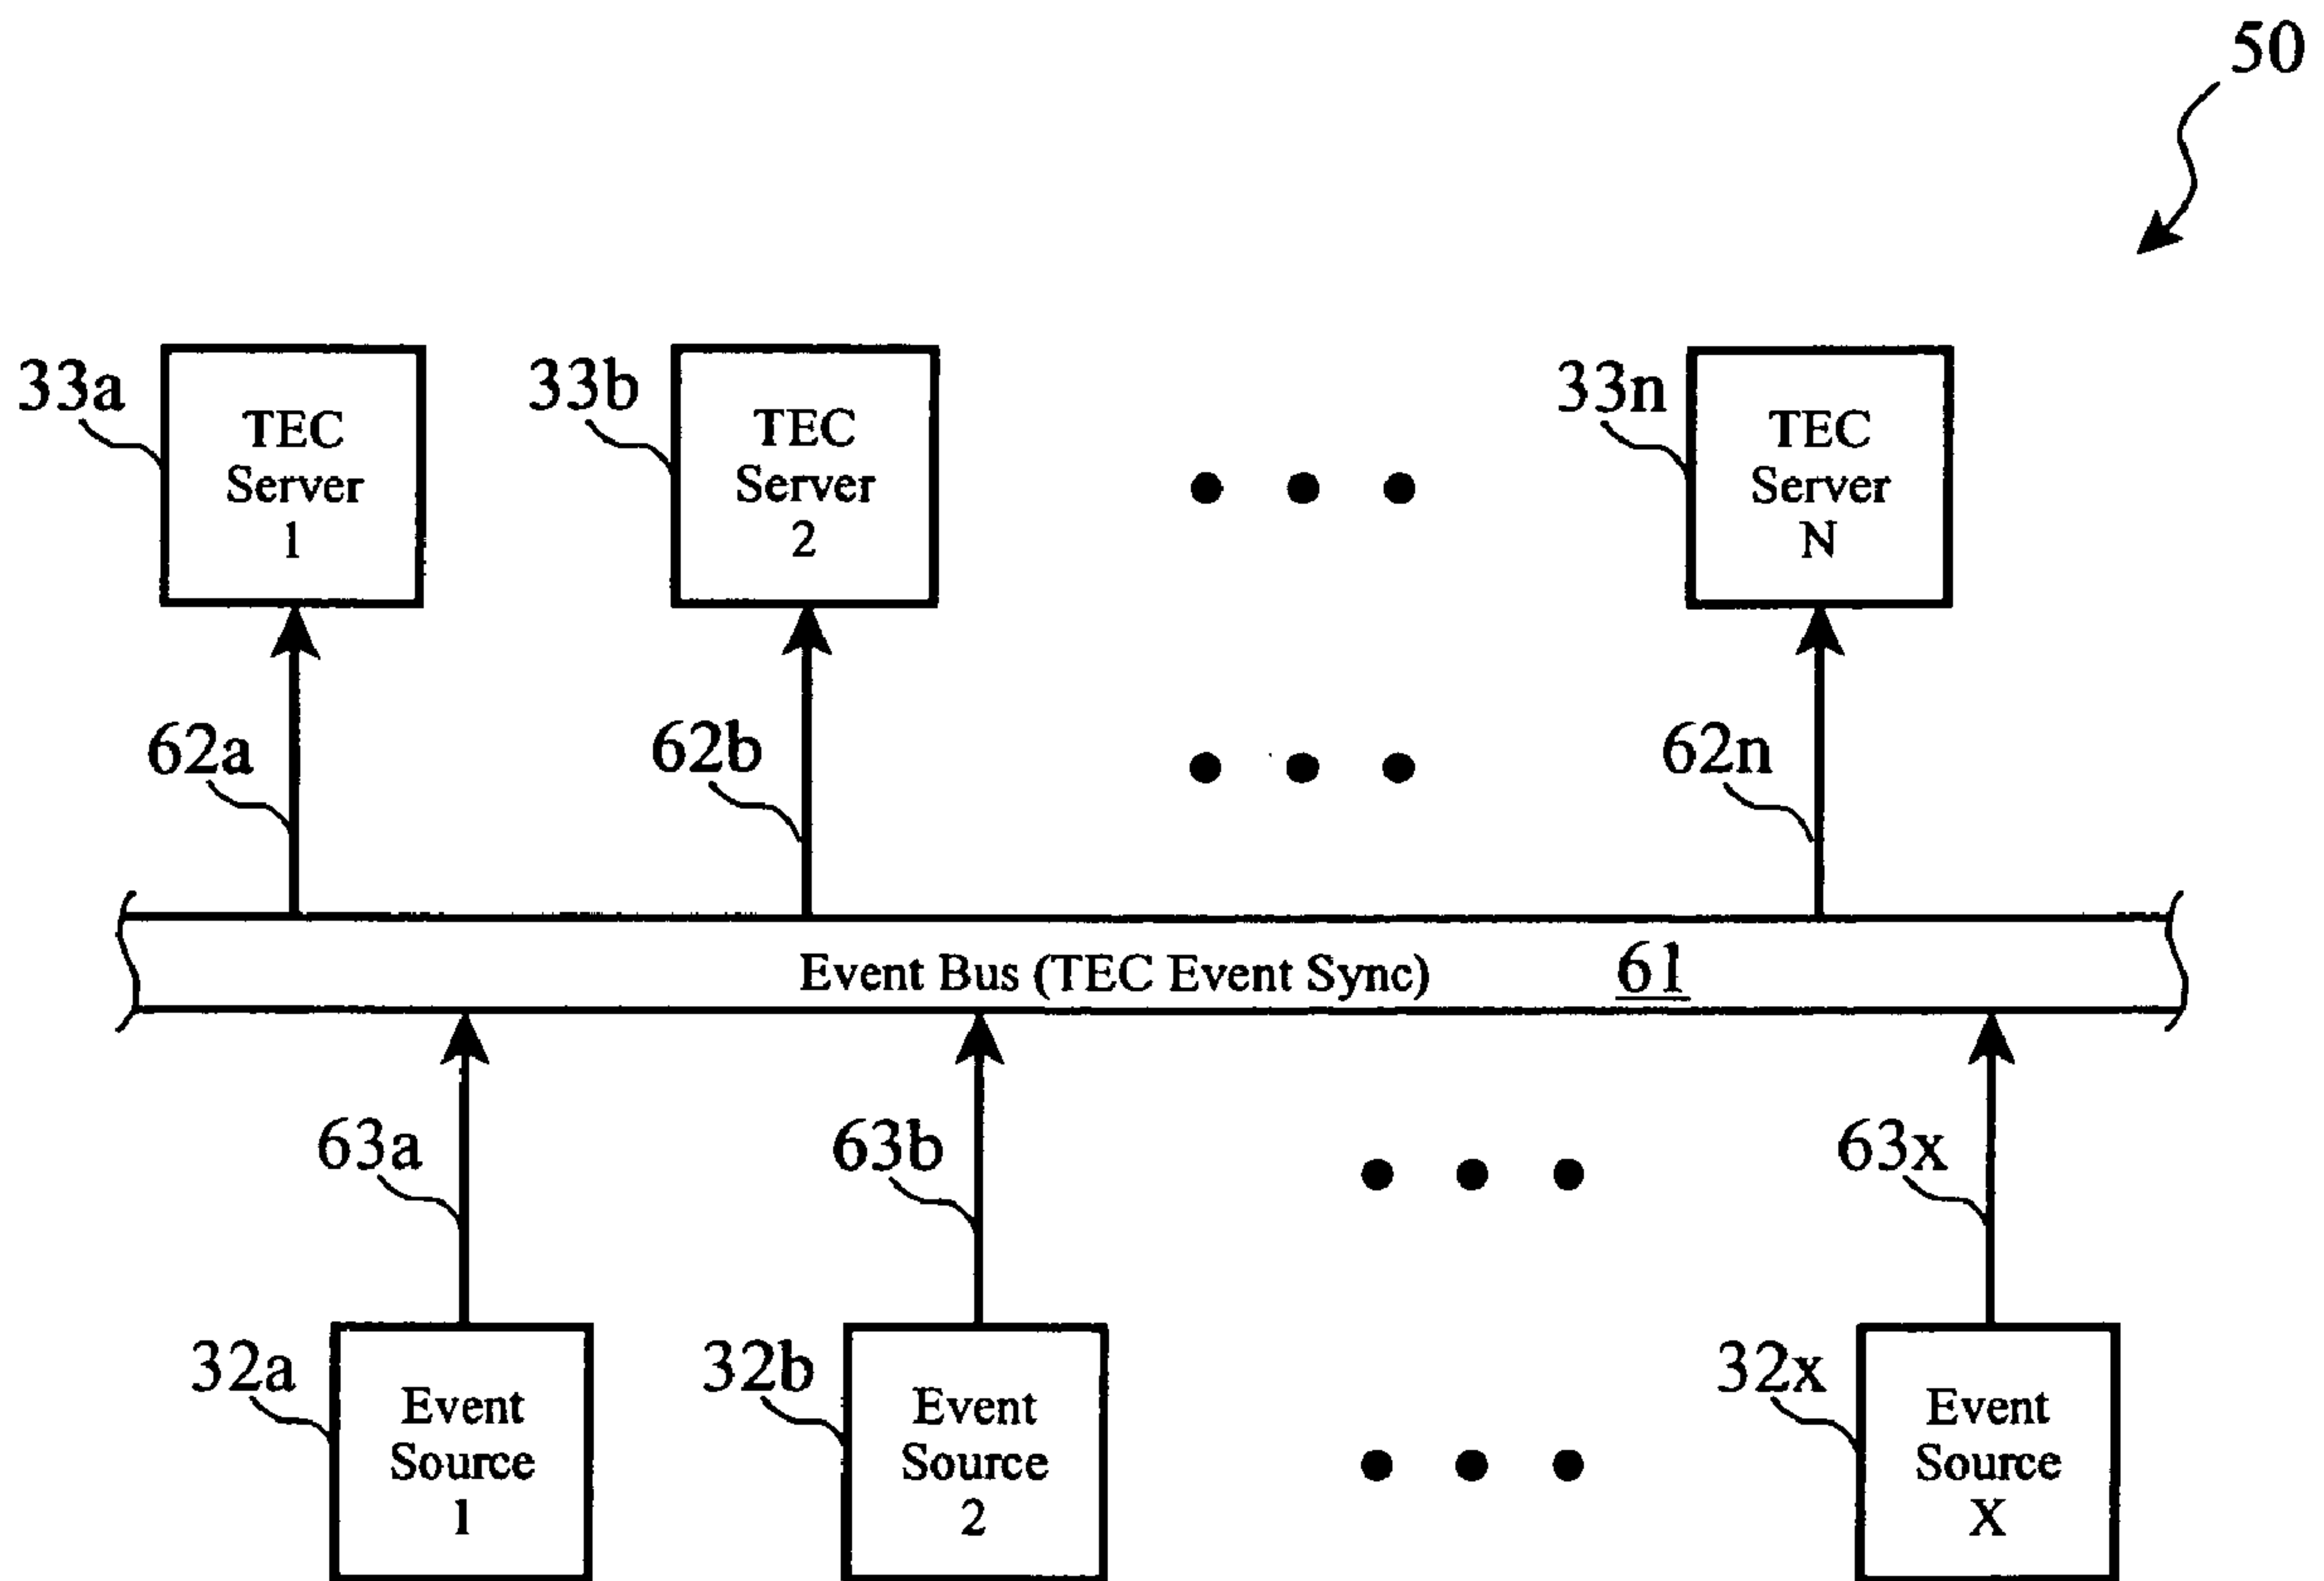 50
33a
TEC
Server
1
33b
TEC
Server
2
33n
TEC
Server
N
62a
62b
62n
Event Bus (TEC Event Sync) 61
63a
63b
63x
32a
Event
Source
1
32b
Event
Source
2
32x
Event
Source
X